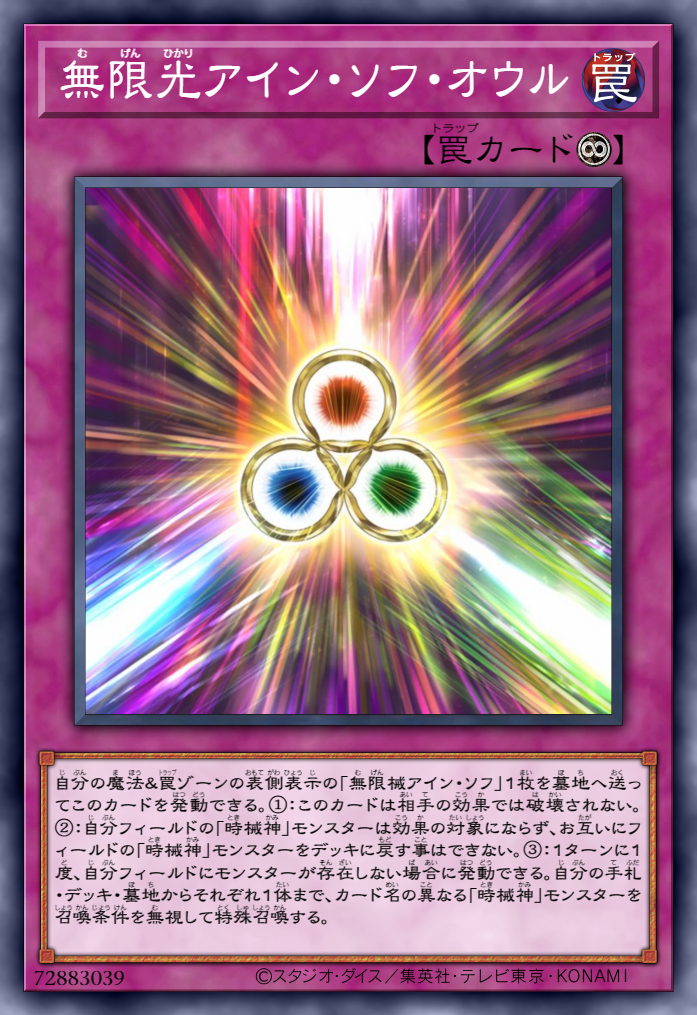 無限光アイン・ソフ・オウル 罠
【罠カード】
自分の魔法&罠ゾーンの表側表示の「無限械アイン・ソフ」1枚を墓地へ送っ
てこのカードを発動できる。①:このカードは相手の効果では破壊されない。
②:自分フィールドの「時械神」モンスターは効果の対象にならず、お互いにフ
ィールドの「時械神」モンスターをデッキに戻す事はできない。③:1ターンに1
度、自分フィールドにモンスターが存在しない場合に発動できる。自分の手札
・デッキ・墓地からそれぞれ1体まで、カード名の異なる「時械神」モンスターを
召喚条件を無視して特殊召喚する。
72883039 ©スタジオ・ダイス/集英社・テレビ東京・KONAMI